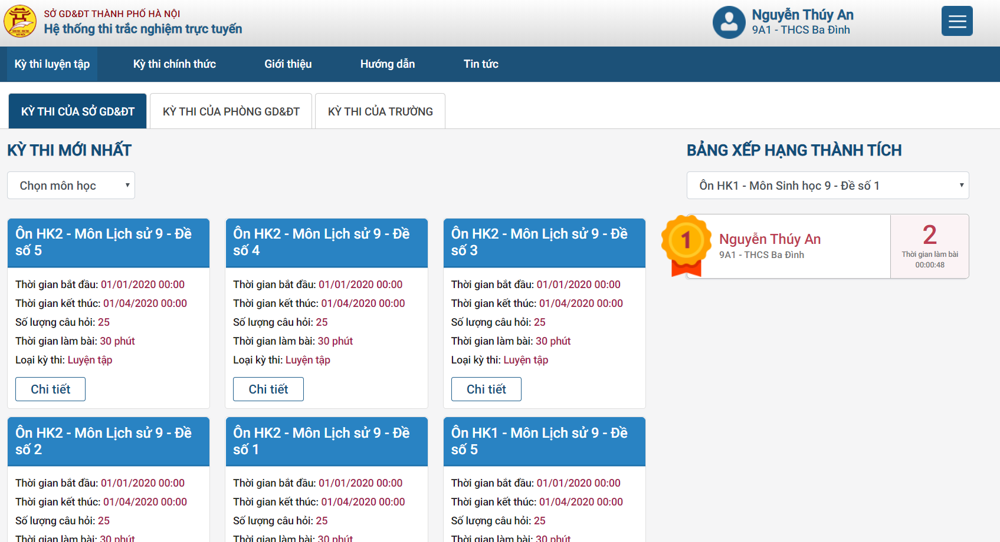 SỞ GD&ĐT THÀNH PHỐ HÀ NỘI
Hệ thống thi trắc nghiệm trực tuyến
Nguyễn Thúy An
9A1 - THCS Ba Đình
Kỳ thi luyện tập
Kỳ thi chính thức
Giới thiệu
Hướng dẫn
Tin tức
KỲ THI CỦA SỞ GD&ĐT
KỲ THI CỦA PHÒNG GD&ĐT
KỲ THI CỦA TRƯỜNG
KỲ THI MỚI NHẤT
Chọn môn học
Ôn HK2 - Môn Lịch sử 9 - Đề
số 5
Thời gian bắt đầu: 01/01/2020 00:00
Thời gian kết thúc: 01/04/2020 00:00
Số lượng câu hỏi: 25
Thời gian làm bài: 30 phút
Loại kỳ thi: Luyện tập
Chi tiết
Ôn HK2 - Môn Lịch sử 9 - Đề
số 4
Thời gian bắt đầu: 01/01/2020 00:00
Thời gian kết thúc: 01/04/2020 00:00
Số lượng câu hỏi: 25
Thời gian làm bài: 30 phút
Loại kỳ thi: Luyện tập
Chi tiết
Ôn HK2 - Môn Lịch sử 9 - Đề
số 3
Thời gian bắt đầu: 01/01/2020 00:00
Thời gian kết thúc: 01/04/2020 00:00
Số lượng câu hỏi: 25
Thời gian làm bài: 30 phút
Loại kỳ thi: Luyện tập
Chi tiết
Ôn HK2 - Môn Lịch sử 9 - Đề
số 2
Thời gian bắt đầu: 01/01/2020 00:00
Thời gian kết thúc: 01/04/2020 00:00
Số lượng câu hỏi: 25
Thời gian làm bài: 30 phút
Ôn HK2 - Môn Lịch sử 9 - Đề
số 1
Thời gian bắt đầu: 01/01/2020 00:00
Thời gian kết thúc: 01/04/2020 00:00
Số lượng câu hỏi: 25
Thời gian làm bài: 30 phút
Ôn HK1 - Môn Lịch sử 9 - Đề
số 5
Thời gian bắt đầu: 01/01/2020 00:00
Thời gian kết thúc: 01/04/2020 00:00
Số lượng câu hỏi: 25
Thời gian làm bài: 30 phút
BẢNG XẾP HẠNG THÀNH TÍCH
Ôn HK1 - Môn Sinh học 9 - Đề số 1
1
Nguyễn Thúy An
9A1 - THCS Ba Đình
2
Thời gian làm bài
00:00:48